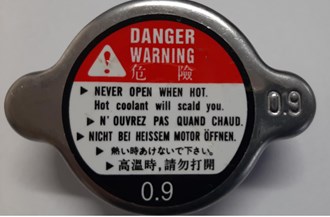 DANGER
WARNING
危 險
▶ NEVER OPEN WHEN HOT.
Hot coolant will scald you.
▶ N' OUVREZ PAS QUAND CHAUD.
▶ NICHT BEI HEISSEM MOTOR ÖFFNEN.
▶ 熱い時あけないで下さい。
▶ 高溫時,請勿打開
0.9
0.9